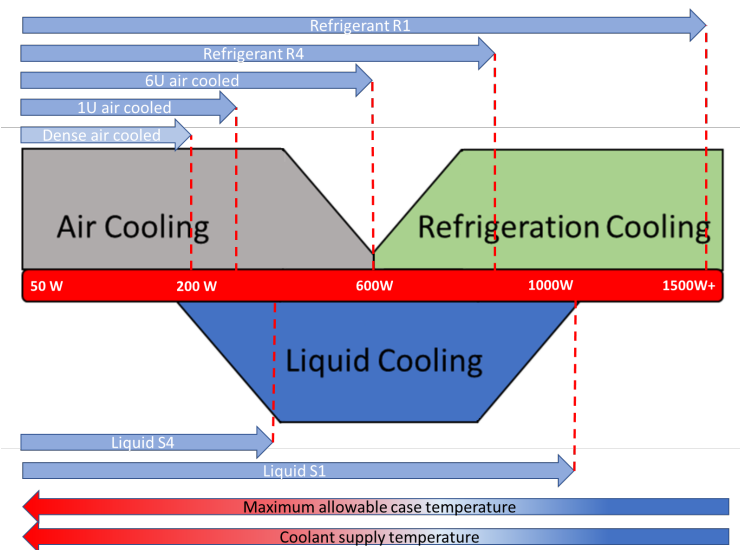 Refrigerant R1
Refrigerant R4
6U air cooled
1U air cooled
Dense air cooled
Air Cooling
Refrigeration Cooling
50 W
200 W
600W
1000W
1500W+
Liquid Cooling
Liquid S4
Liquid S1
Maximum allowable case temperature
Coolant supply temperature